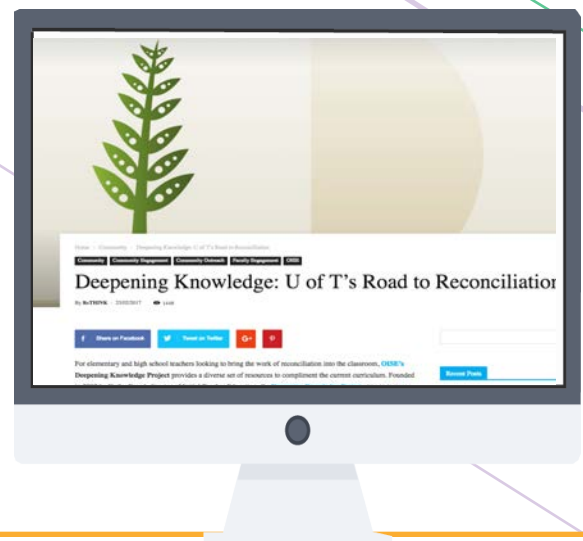 Home › Community › Deepening Knowledge: U of T's Road to Reconciliation
Community Community Engagement Community Outreach Faculty Engagement OISE
Deepening Knowledge: U of T's Road to Reconciliation
By ReTHINK - 23/02/2017
f Share on Facebook Tweet on Twitter G+
For elementary and high school teachers looking to bring the work of reconciliation into the classroom, OISE's
Deepening Knowledge Project provides a diverse set of resources to compliment the current curriculum. Founded
Recent Posts